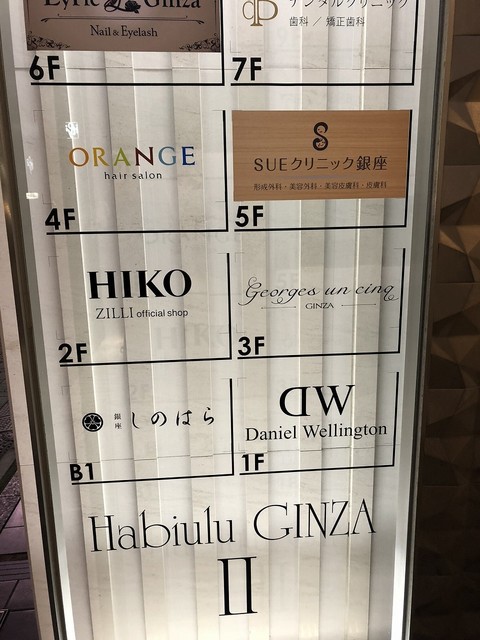 Lyric Ginza
Nail & Eyelash
6F
デンタルクリニック
歯科 / 矯正歯科
7F
ORANGE
hair salon
4F
SUEクリニック銀座
形成外科・美容外科・美容皮膚科・皮膚科
5F
HIKO
ZILLI official shop
2F
Georges un cinq
GINZA
3F
銀座 しのはら
B1
DW
Daniel Wellington
1F
Habiulu GINZA
II